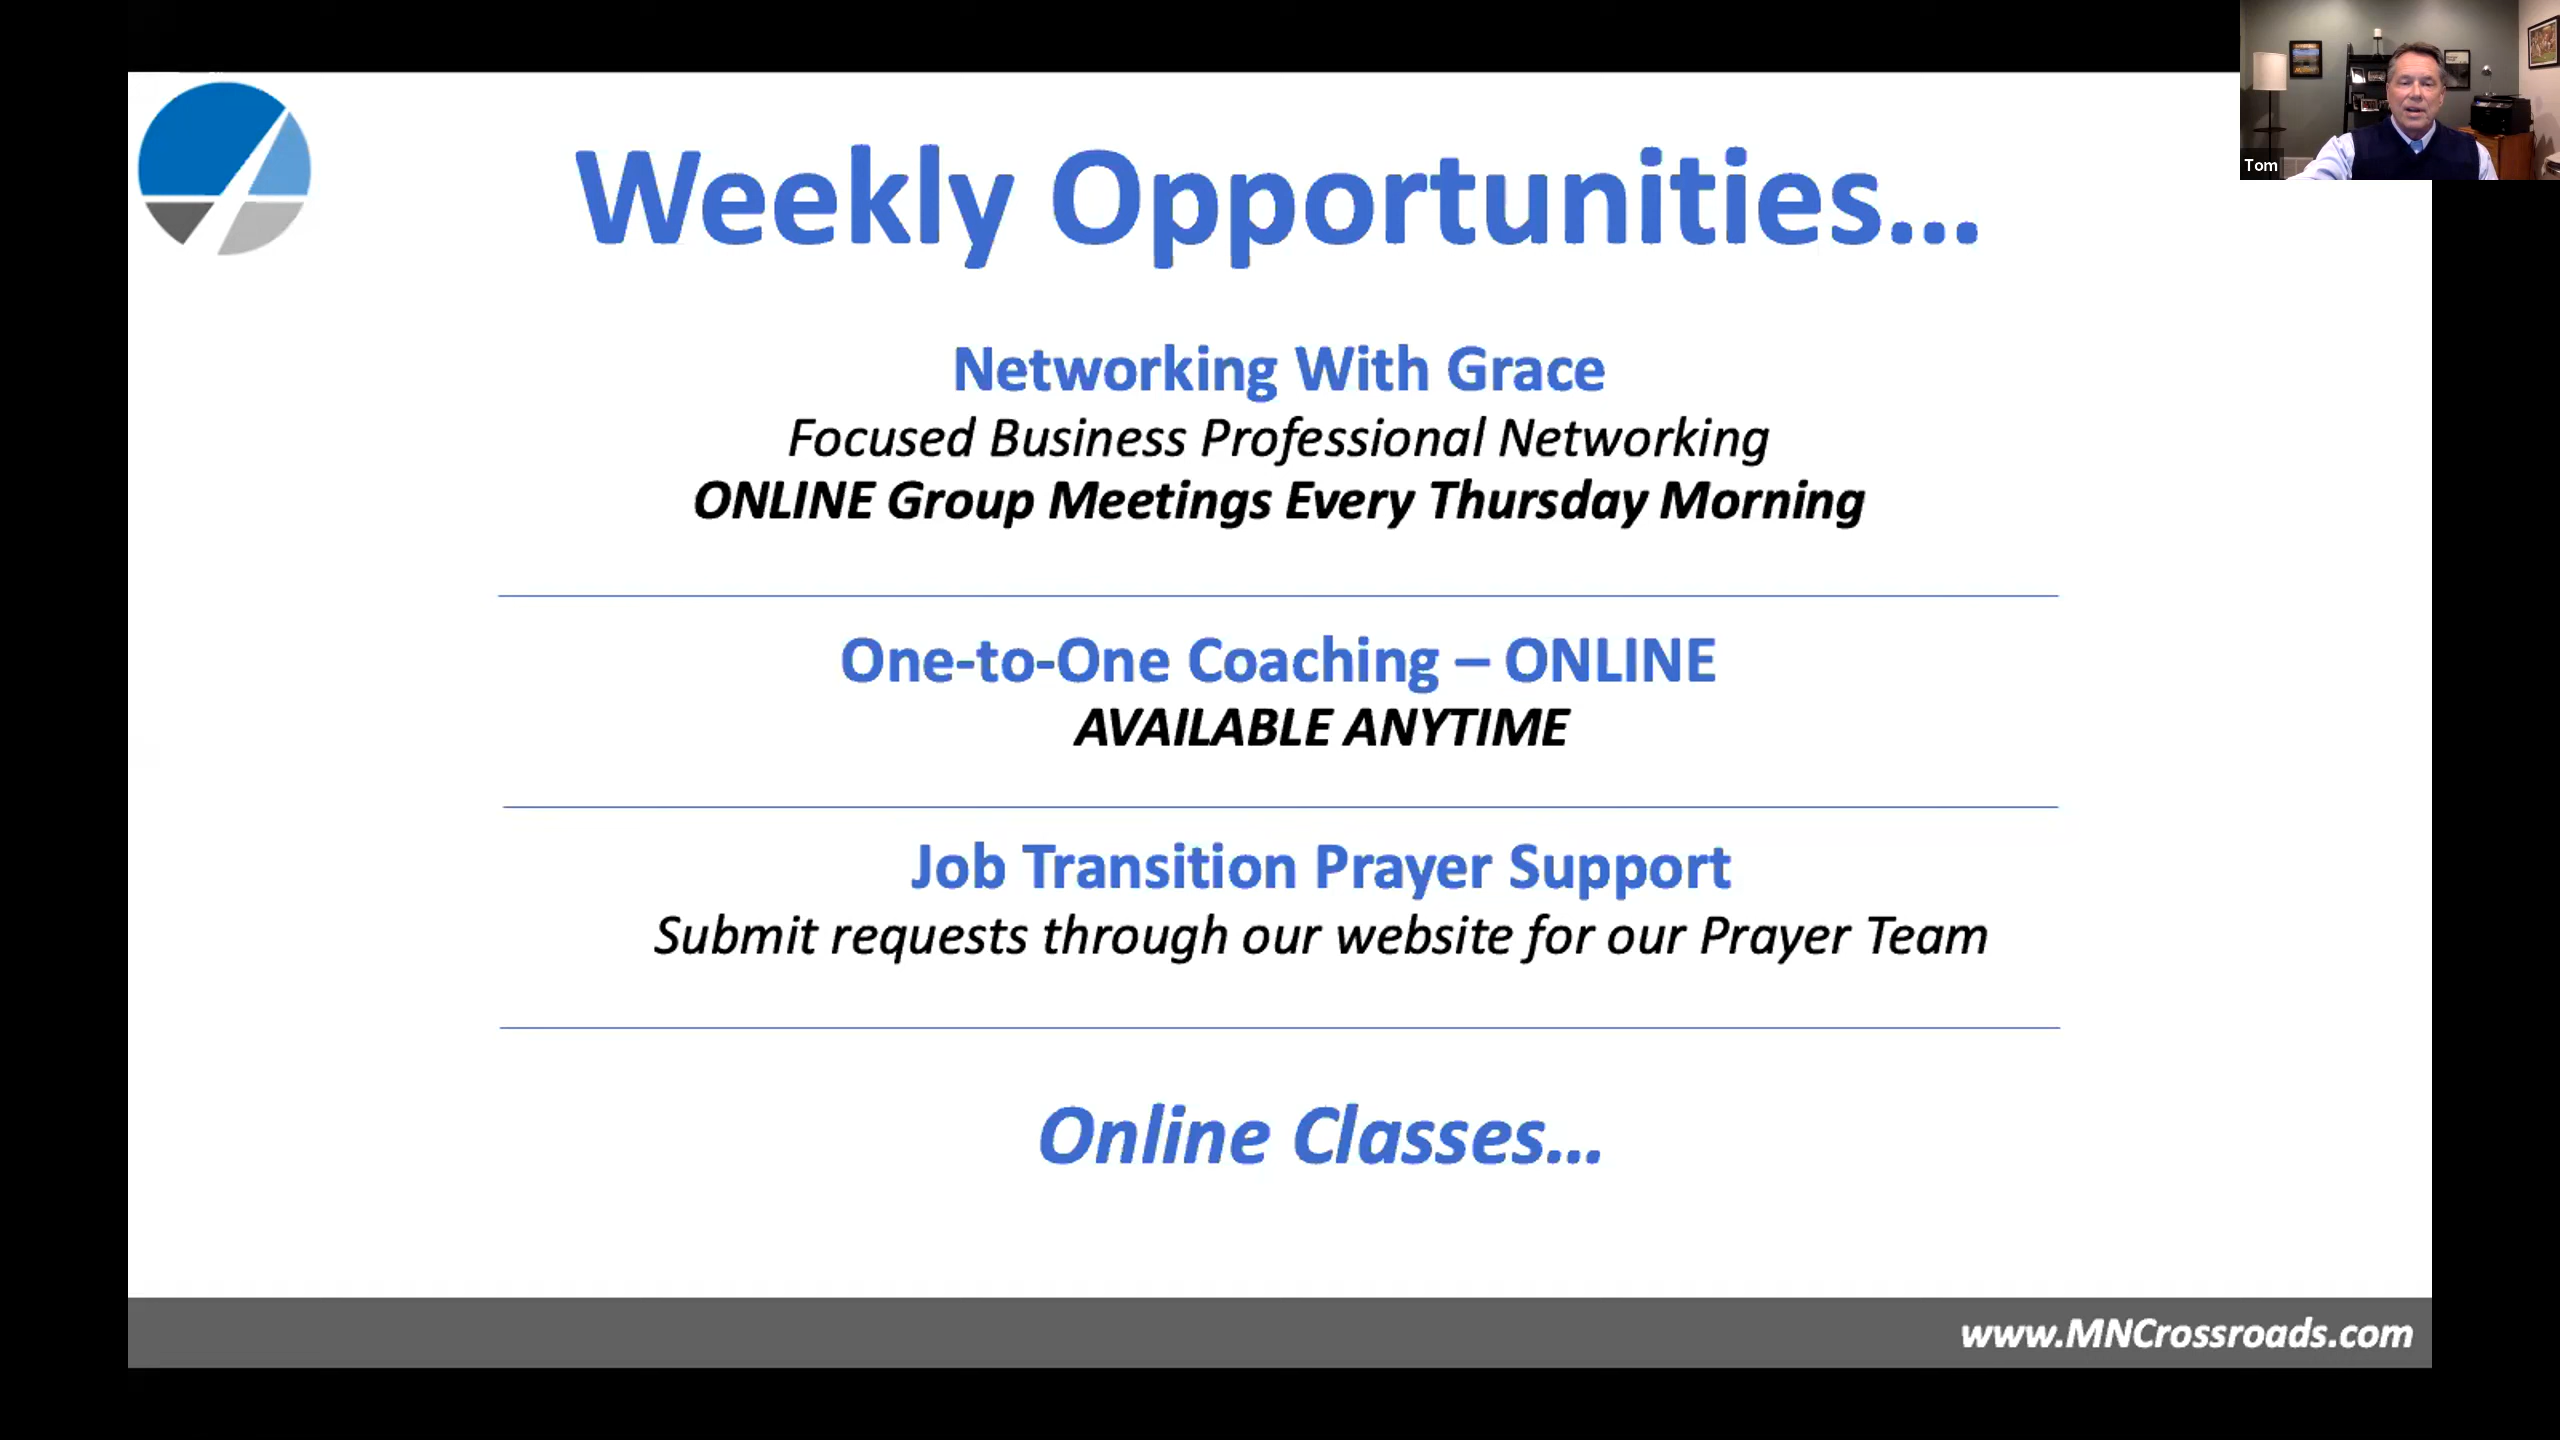 Weekly Opportunities...
Tom
Networking With Grace
Focused Business Professional Networking
ONLINE Group Meetings Every Thursday Morning
One-to-One Coaching – ONLINE
AVAILABLE ANYTIME
Job Transition Prayer Support
Submit requests through our website for our Prayer Team
Online Classes...
www.MNCrossroads.com